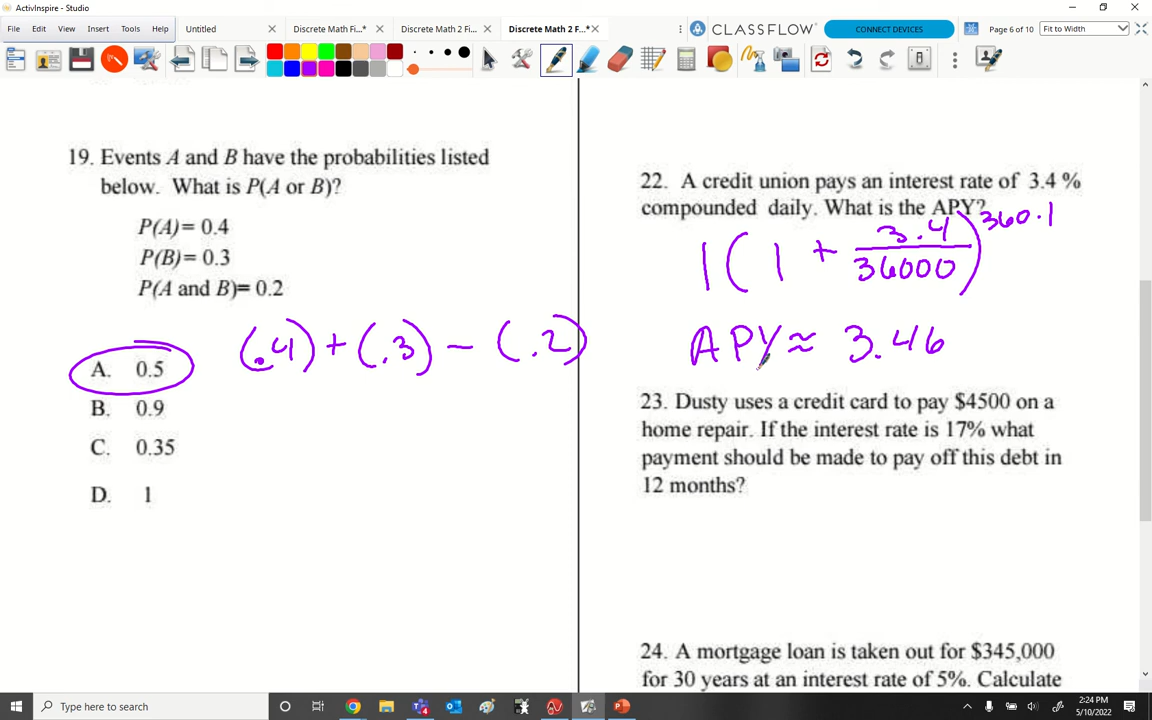 ActivInspire - Studio
File Edit View Insert Tools Help
Untitled
Discrete Math Fi...*
Discrete Math 2 Fi...
Discrete Math 2 F...*
CLASSFLOW
CONNECT DEVICES
Page 6 of 10
Fit to Width
19. Events A and B have the probabilities listed
below. What is P(A or B)?
P(A)= 0.4
P(B)= 0.3
P(A and B)= 0.2
(.4) + (.3) - (.2)
A. 0.5
B. 0.9
C. 0.35
D. 1
22. A credit union pays an interest rate of 3.4 %
compounded daily. What is the APY?
1 ( 1 + 3.4/36000 )^360.1
APY ≈ 3.46
23. Dusty uses a credit card to pay $4500 on a
home repair. If the interest rate is 17% what
payment should be made to pay off this debt in
12 months?
24. A mortgage loan is taken out for $345,000
for 30 years at an interest rate of 5%. Calculate
Type here to search
2:24 PM
5/10/2022